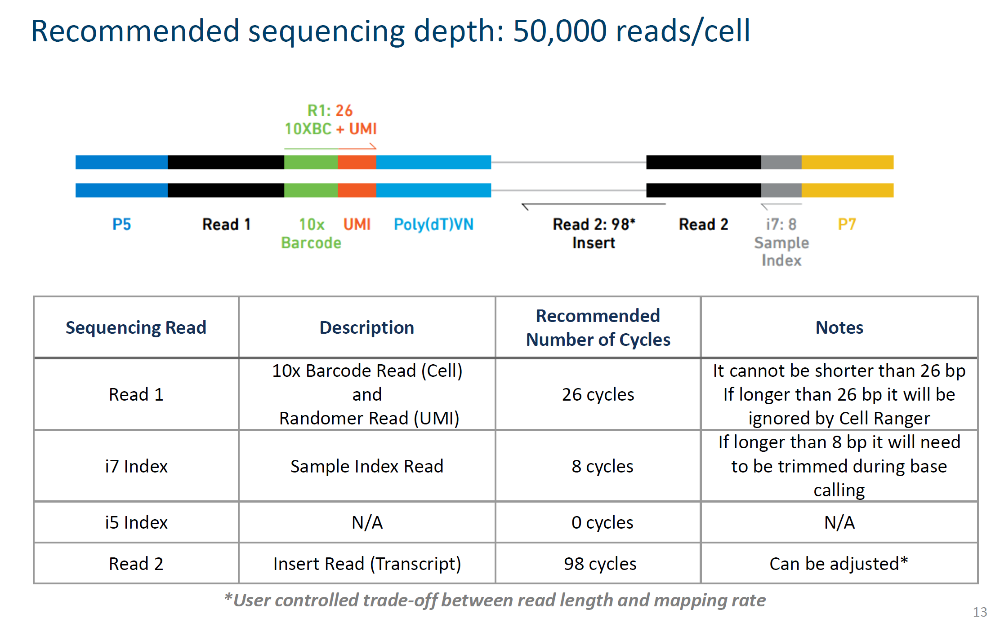 Recommended sequencing depth: 50,000 reads/cell
R1: 26
10XBC + UMI
P5
Read 1
10x
Barcode
UMI
Poly(dT)VN
Read 2: 98*
Insert
Read 2
i7: 8
Sample
Index
P7
Sequencing Read
Description
Recommended
Number of Cycles
Notes
Read 1
10x Barcode Read (Cell)
and
Randomer Read (UMI)
26 cycles
It cannot be shorter than 26 bp
If longer than 26 bp it will be
ignored by Cell Ranger
i7 Index
Sample Index Read
8 cycles
If longer than 8 bp it will need
to be trimmed during base
calling
i5 Index
N/A
0 cycles
N/A
Read 2
Insert Read (Transcript)
98 cycles
Can be adjusted*
*User controlled trade-off between read length and mapping rate
13